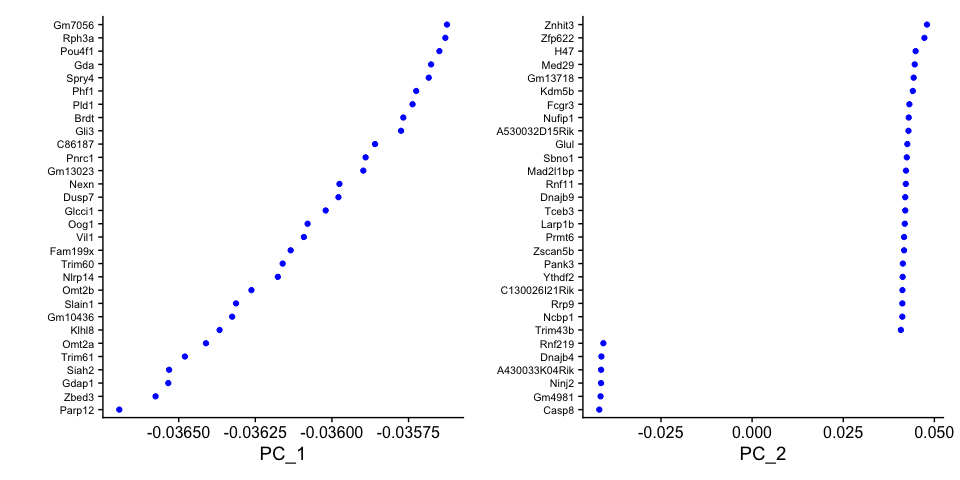 Gm7056
Rph3a
Pou4f1
Gda
Spry4
Phf1
Pld1
Brdt
Gli3
C86187
Pnrc1
Gm13023
Nexn
Dusp7
Glcci1
Oog1
Vil1
Fam199x
Trim60
Nlrp14
Omt2b
Slain1
Gm10436
Klhl8
Omt2a
Trim61
Siah2
Gdap1
Zbed3
Parp12
-0.03650 -0.03625 -0.03600 -0.03575
PC_1
Znhit3
Zfp622
H47
Med29
Gm13718
Kdm5b
Fcgr3
Nufip1
A530032D15Rik
Glul
Sbno1
Mad2l1bp
Rnf11
Dnajb9
Tceb3
Larp1b
Prmt6
Zscan5b
Pank3
Ythdf2
C130026I21Rik
Rrp9
Ncbp1
Trim43b
Rnf219
Dnajb4
A430033K04Rik
Ninj2
Gm4981
Casp8
-0.025 0.000 0.025 0.050
PC_2